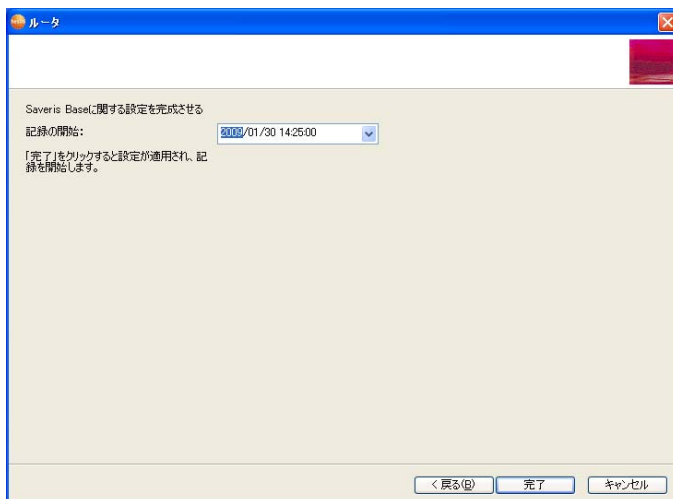 ルータ
Saveris Baseに関する設定を完成させる
記録の開始:
2009/01/30 14:25:00
「完了」をクリックすると設定が適用され、記
録を開始します。
< 戻る(B)
完了
キャンセル